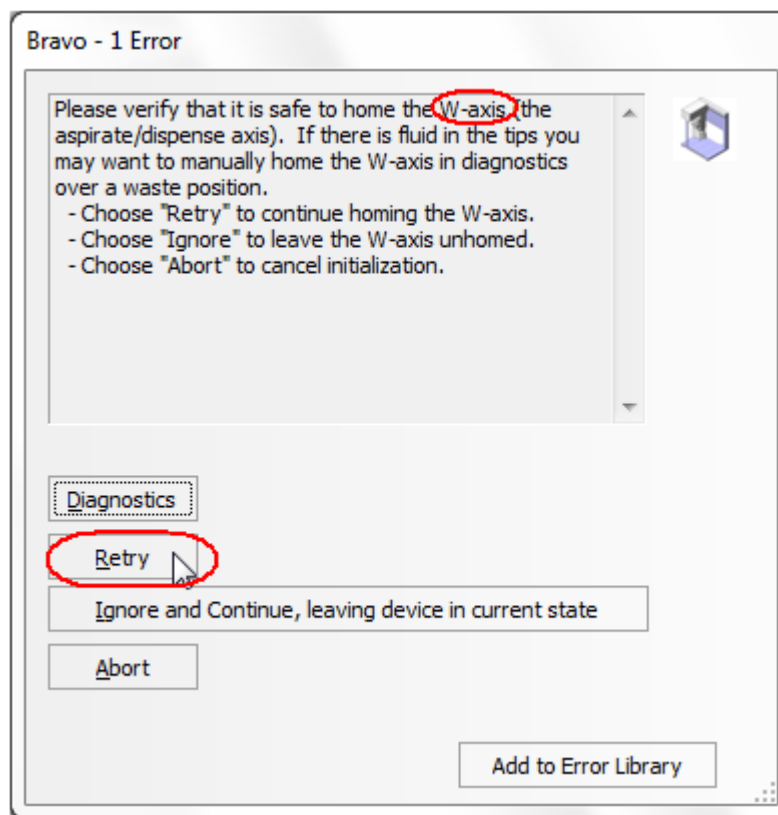 Bravo - 1 Error
Please verify that it is safe to home the W-axis (the
aspirate/dispense axis).  If there is fluid in the tips you
may want to manually home the W-axis in diagnostics
over a waste position.
- Choose "Retry" to continue homing the W-axis.
- Choose "Ignore" to leave the W-axis unhomed.
- Choose "Abort" to cancel initialization.
Diagnostics
Retry
Ignore and Continue, leaving device in current state
Abort
Add to Error Library